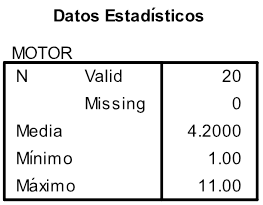 Datos Estadísticos
MOTOR
N Valid 20
Missing 0
Media 4.2000
Mínimo 1.00
Máximo 11.00